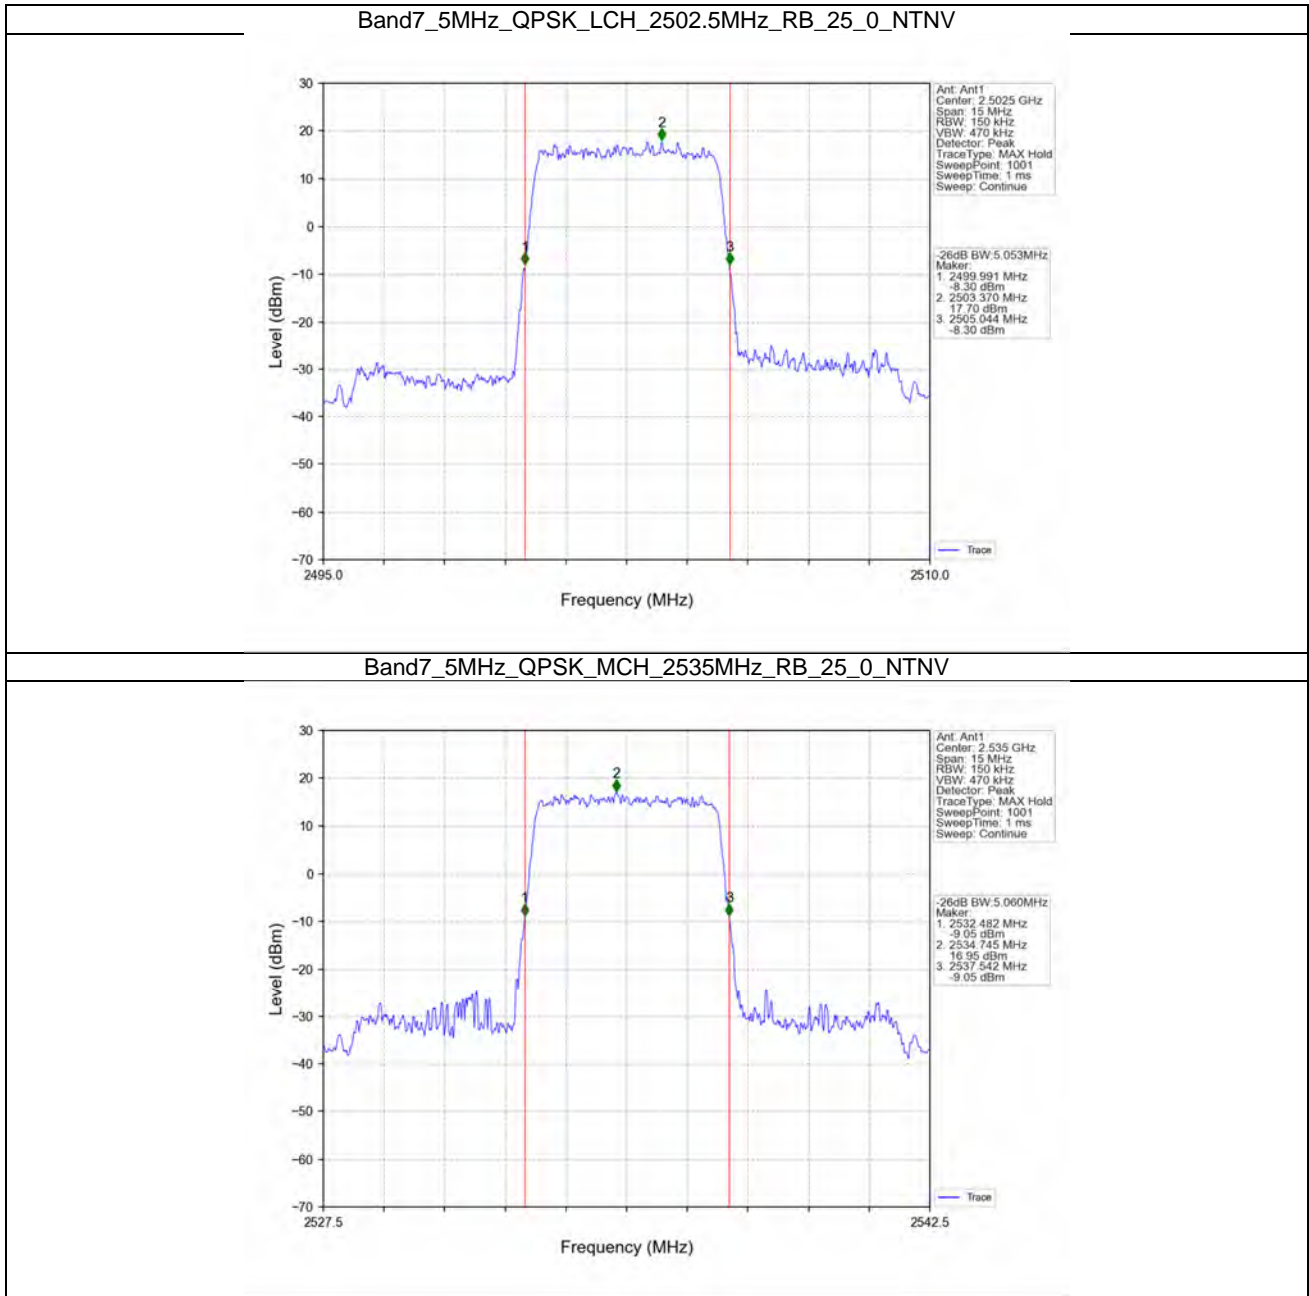 Band7_5MHz_QPSK_LCH_2502.5MHz_RB_25_0_NTNV
30
20
10
0
−10
−20
−30
−40
−50
−60
−70
Level (dBm)
1
2
3
2495.0
2510.0
Frequency (MHz)
Ant: Ant1
Center: 2.5025 GHz
Span: 15 MHz
RBW: 150 kHz
VBW: 470 kHz
Detector: Peak
TraceType: MAX Hold
SweepPoint: 1001
SweepTime: 1 ms
Sweep: Continue
-26dB BW:5.053MHz
Maker:
1. 2499.991 MHz
-8.30 dBm
2. 2503.370 MHz
17.70 dBm
3. 2505.044 MHz
-8.30 dBm
Trace
Band7_5MHz_QPSK_MCH_2535MHz_RB_25_0_NTNV
30
20
10
0
−10
−20
−30
−40
−50
−60
−70
Level (dBm)
1
2
3
2527.5
2542.5
Frequency (MHz)
Ant: Ant1
Center: 2.535 GHz
Span: 15 MHz
RBW: 150 kHz
VBW: 470 kHz
Detector: Peak
TraceType: MAX Hold
SweepPoint: 1001
SweepTime: 1 ms
Sweep: Continue
-26dB BW:5.060MHz
Maker:
1. 2532.482 MHz
-9.05 dBm
2. 2534.745 MHz
16.95 dBm
3. 2537.542 MHz
-9.05 dBm
Trace